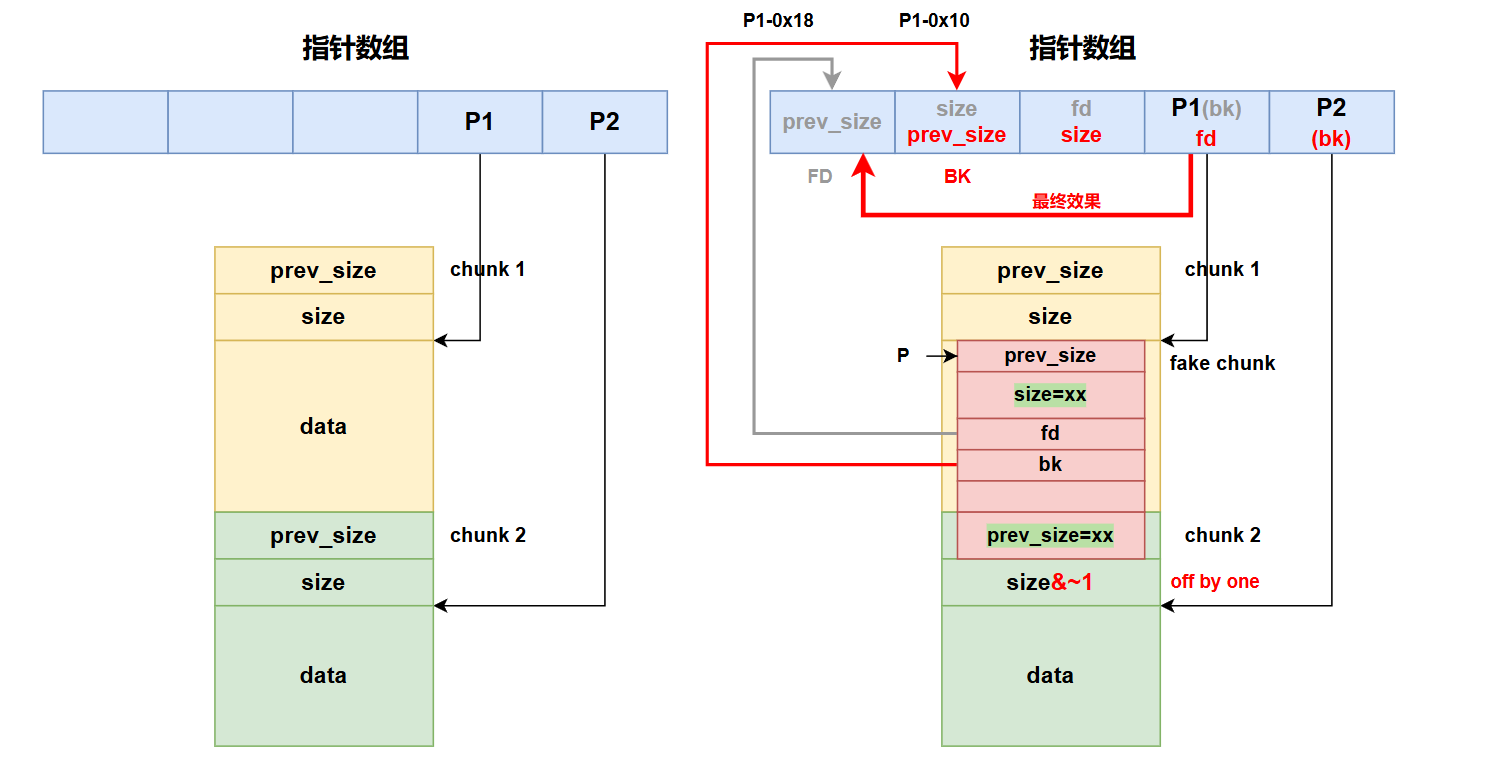 指针数组
P1
P2
prev_size
chunk 1
size
data
prev_size
chunk 2
size
data
P1-0x18
P1-0x10
指针数组
prev_size
size
prev_size
fd
size
P1(bk)
fd
P2
(bk)
FD
BK
最终效果
prev_size
chunk 1
size
P
prev_size
fake chunk
size=xx
fd
bk
prev_size=xx
chunk 2
size&~1
off by one
data